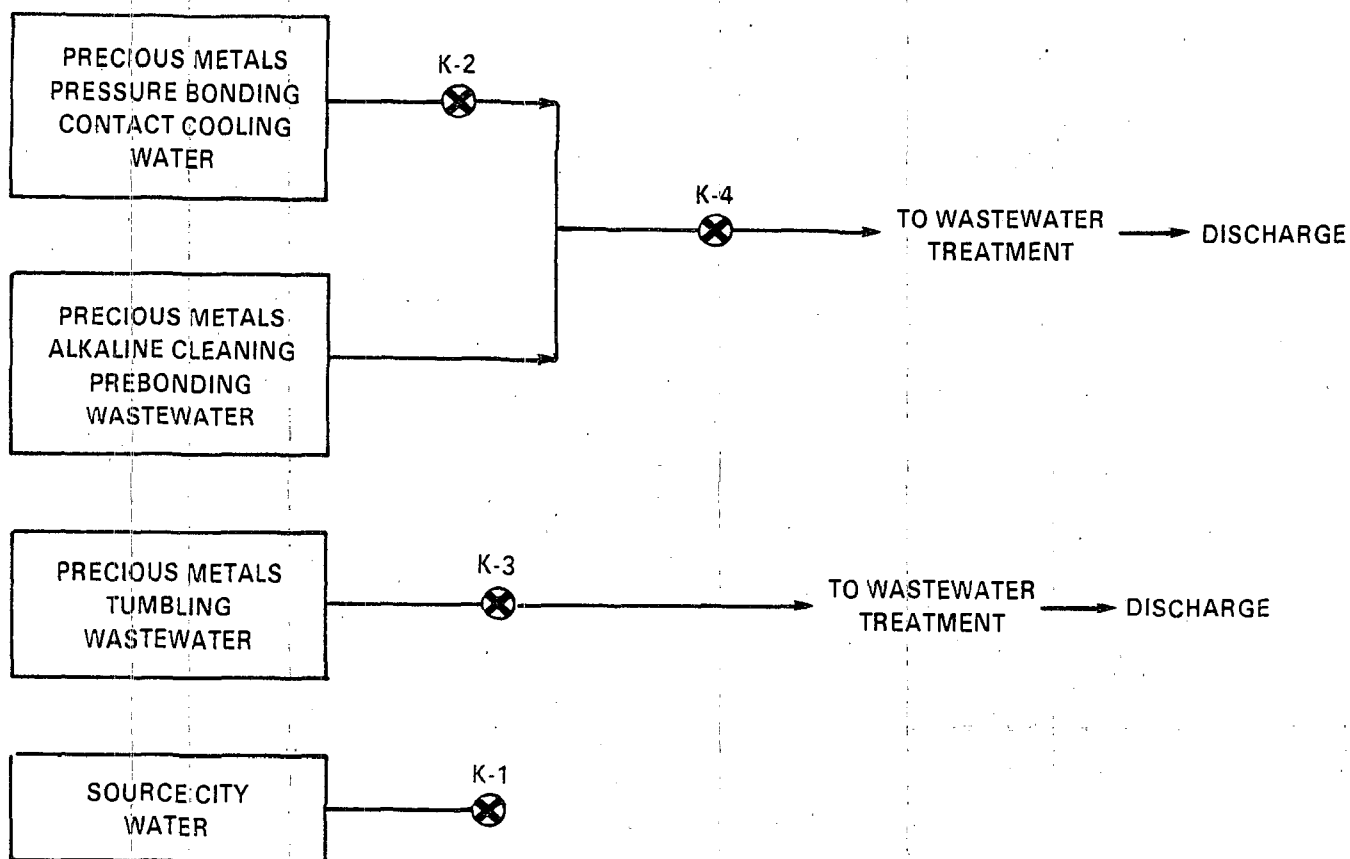 PRECIOUS METALS
PRESSURE BONDING
CONTACT COOLING
WATER
K-2
K-4
TO WASTEWATER
TREATMENT
DISCHARGE
PRECIOUS METALS
ALKALINE CLEANING
PREBONDING
WASTEWATER
PRECIOUS METALS
TUMBLING
WASTEWATER
K-3
TO WASTEWATER
TREATMENT
DISCHARGE
SOURCE CITY
WATER
K-1